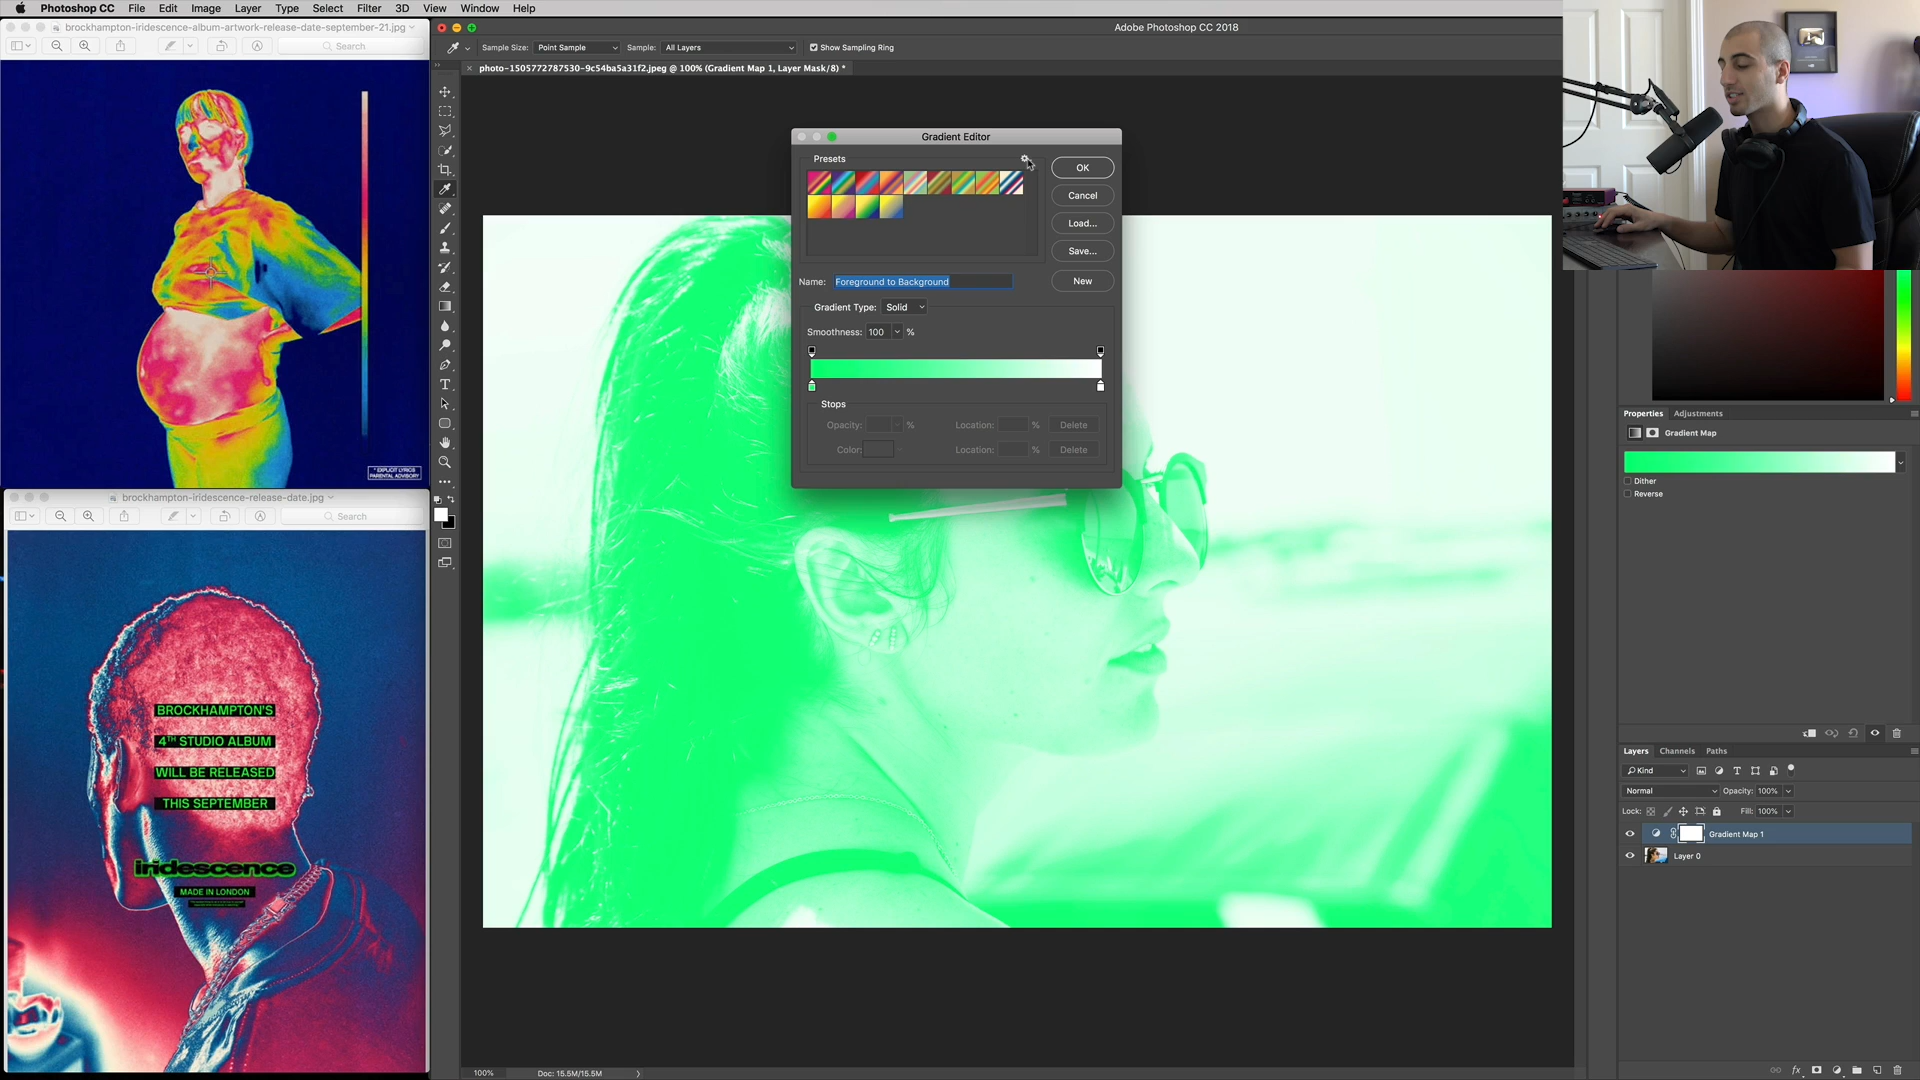 Photoshop CC File Edit Image Layer Type Select Filter 3D View Window Help
brockhampton-iridescence-album-artwork-release-date-september-21.jpg
Search
* EXPLICIT LYRICS
PARENTAL ADVISORY
brockhampton-iridescence-release-date.jpg
Search
BROCKHAMPTON'S
4TH STUDIO ALBUM
WILL BE RELEASED
THIS SEPTEMBER
iridescence
MADE IN LONDON
Adobe Photoshop CC 2018
Sample Size: Point Sample Sample: All Layers Show Sampling Ring
photo-1505772787530-9c54ba5a31f2.jpeg @ 100% (Gradient Map 1, Layer Mask/8) *
Gradient Editor
Presets
OK
Cancel
Load...
Save...
Name: Foreground to Background
New
Gradient Type: Solid
Smoothness: 100 %
Stops
Opacity: % Location: % Delete
Color: Location: % Delete
100% Doc: 15.5M/15.5M
Properties Adjustments
Gradient Map
Dither
Reverse
Layers Channels Paths
Kind
Normal Opacity: 100%
Lock: Fill: 100%
Gradient Map 1
Layer 0
fx